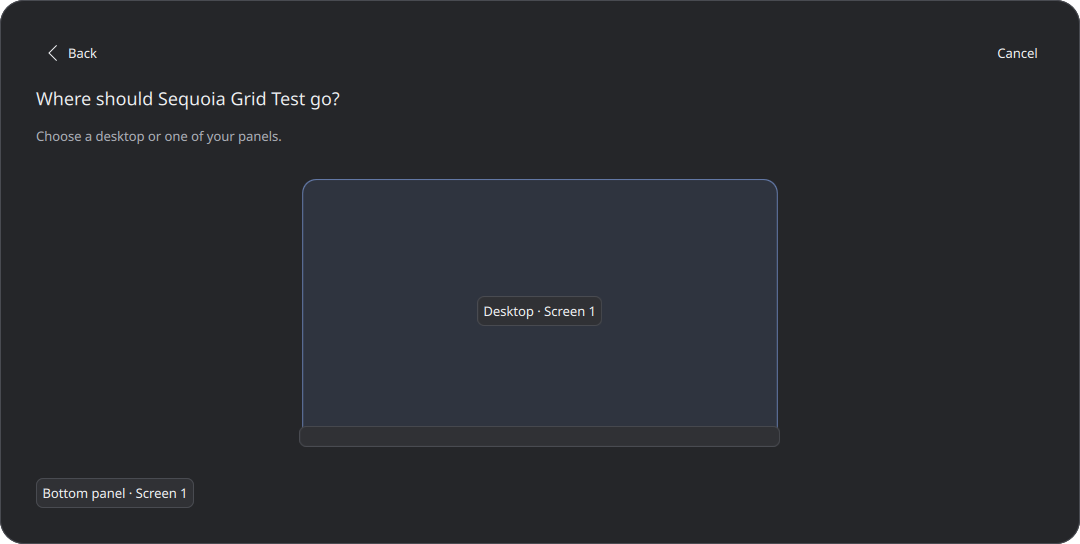 Back
Cancel
Where should Sequoia Grid Test go?
Choose a desktop or one of your panels.
Desktop · Screen 1
Bottom panel · Screen 1